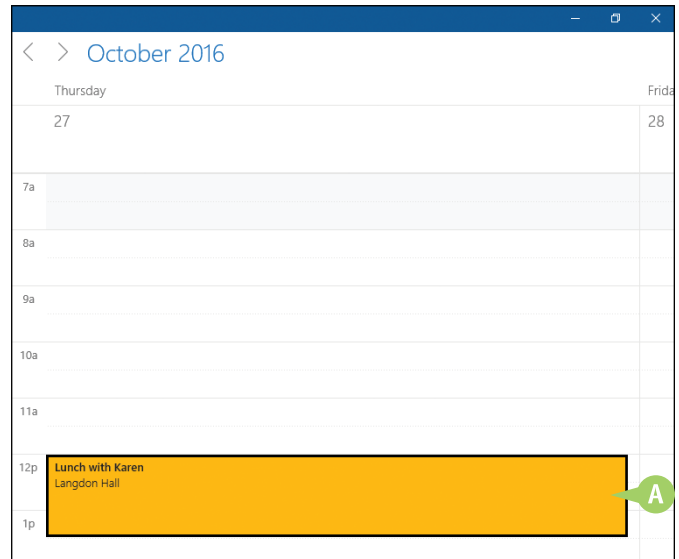 October 2016
Thursday
Frida
27
28
7a
8a
9a
10a
11a
12p
Lunch with Karen
Langdon Hall
A
1p